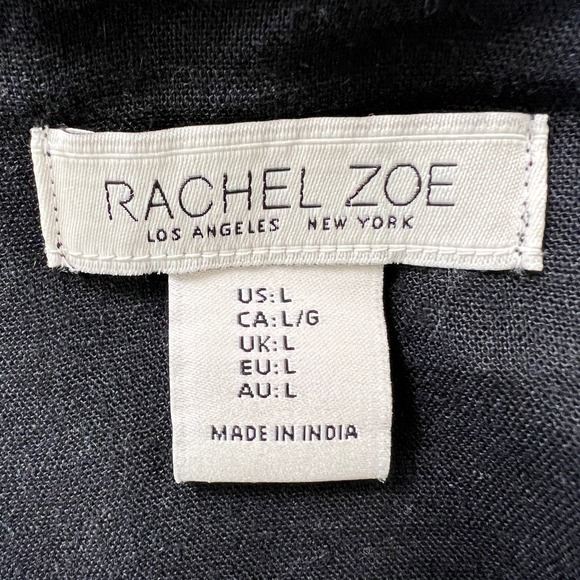 RACHEL ZOE
LOS ANGELES NEW YORK
US: L
CA: L/G
UK: L
EU: L
AU: L
MADE IN INDIA